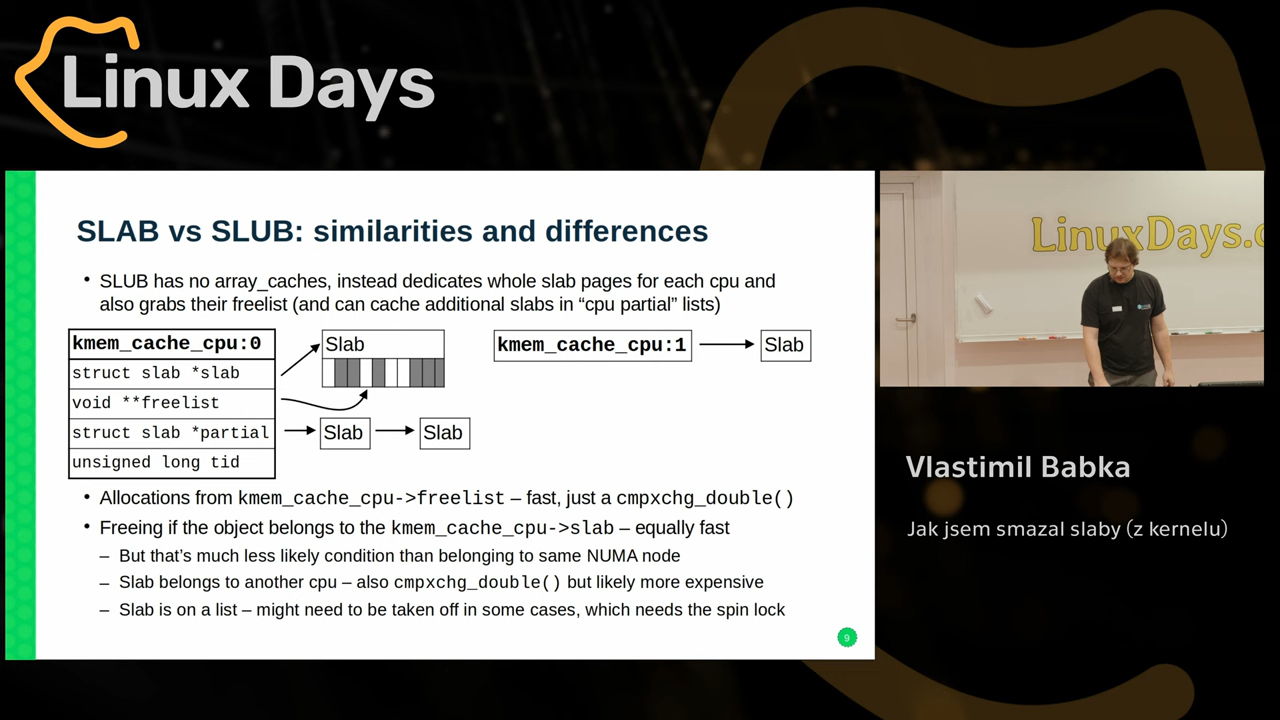 Linux Days
SLAB vs SLUB: similarities and differences
• SLUB has no array_caches, instead dedicates whole slab pages for each cpu and
also grabs their freelist (and can cache additional slabs in “cpu partial” lists)
kmem_cache_cpu:0
struct slab *slab
void **freelist
struct slab *partial
unsigned long tid
Slab
Slab
Slab
kmem_cache_cpu:1
Slab
• Allocations from kmem_cache_cpu->freelist – fast, just a cmpxchg_double()
• Freeing if the object belongs to the kmem_cache_cpu->slab – equally fast
– But that’s much less likely condition than belonging to same NUMA node
– Slab belongs to another cpu – also cmpxchg_double() but likely more expensive
– Slab is on a list – might need to be taken off in some cases, which needs the spin lock
9
LinuxDays.c
Vlastimil Babka
Jak jsem smazal slaby (z kernelu)